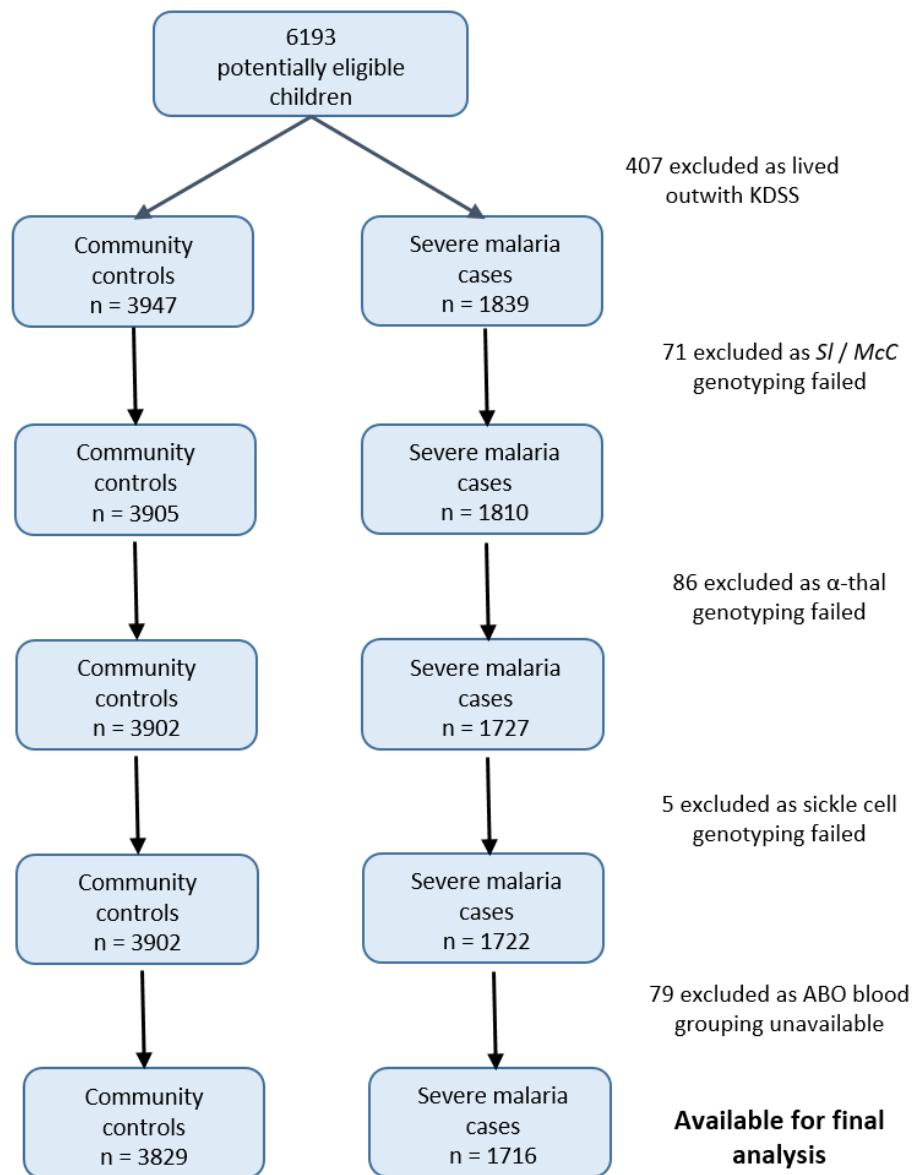 6193
potentially eligible
children
407 excluded as lived
outwith KDSS
Community
controls
n = 3947
Severe malaria
cases
n = 1839
71 excluded as Sl / McC
genotyping failed
Community
controls
n = 3905
Severe malaria
cases
n = 1810
86 excluded as α-thal
genotyping failed
Community
controls
n = 3902
Severe malaria
cases
n = 1727
5 excluded as sickle cell
genotyping failed
Community
controls
n = 3902
Severe malaria
cases
n = 1722
79 excluded as ABO blood
grouping unavailable
Community
controls
n = 3829
Severe malaria
cases
n = 1716
Available for final
analysis